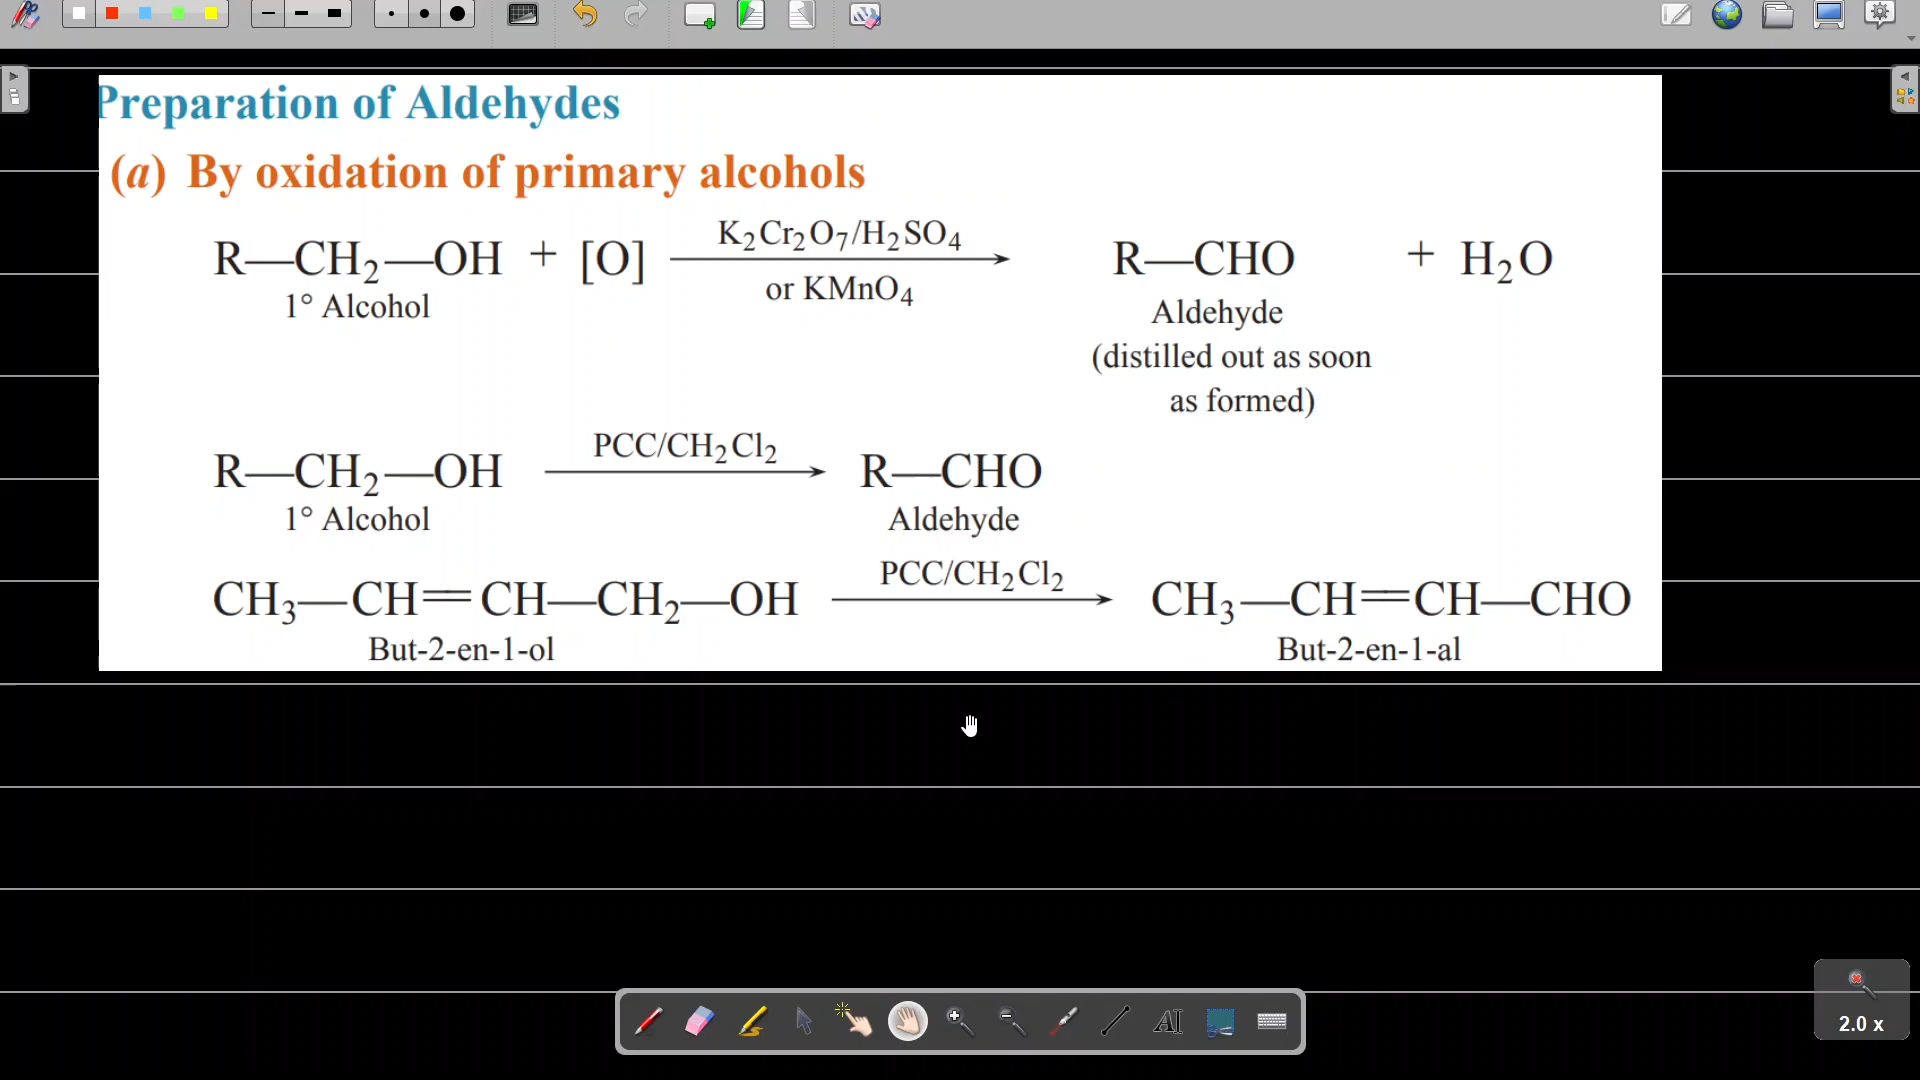 Preparation of Aldehydes
(a) By oxidation of primary alcohols
R—CH₂—OH + [O] K₂Cr₂O₇/H₂SO₄ or KMnO₄ → R—CHO + H₂O
1° Alcohol Aldehyde
(distilled out as soon
as formed)
R—CH₂—OH PCC/CH₂Cl₂ → R—CHO
1° Alcohol Aldehyde
CH₃—CH=CH—CH₂—OH PCC/CH₂Cl₂ → CH₃—CH=CH—CHO
But-2-en-1-ol But-2-en-1-al
AI
2.0 x